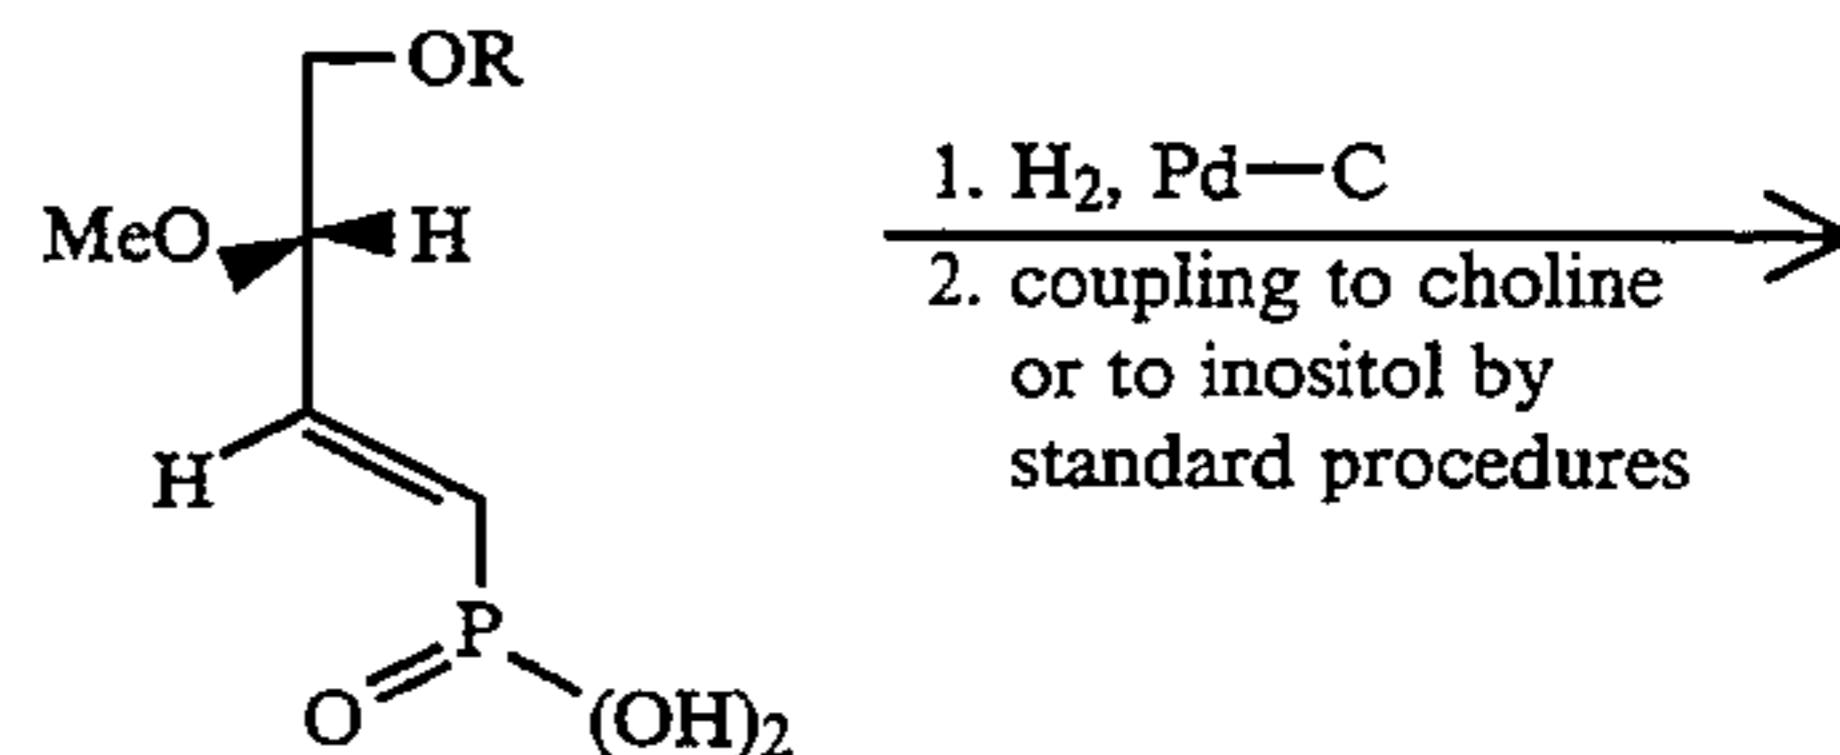 OR
1. H2, Pd—C
MeO H
2. coupling to choline
or to inositol by
H
standard procedures
P
O (OH)2